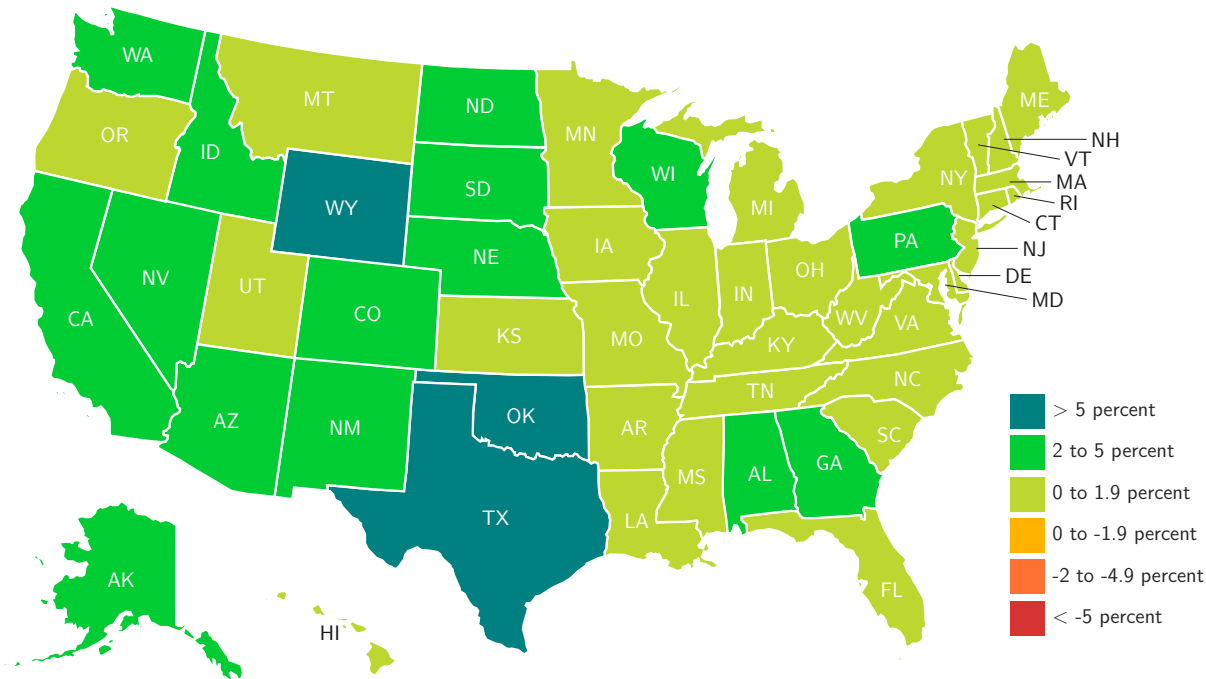 WA
MT
ND
MN
ME
OR
ID
NH
VT
WI
NY
MA
SD
RI
WY
MI
CT
PA
NJ
NE
IA
OH
DE
NV
UT
IL
IN
MD
CO
WV
VA
CA
KS
MO
KY
NC
TN
> 5 percent
OK
AZ
NM
AR
SC
2 to 5 percent
GA
AL
MS
0 to 1.9 percent
TX
LA
0 to -1.9 percent
AK
-2 to -4.9 percent
FL
< -5 percent
HI